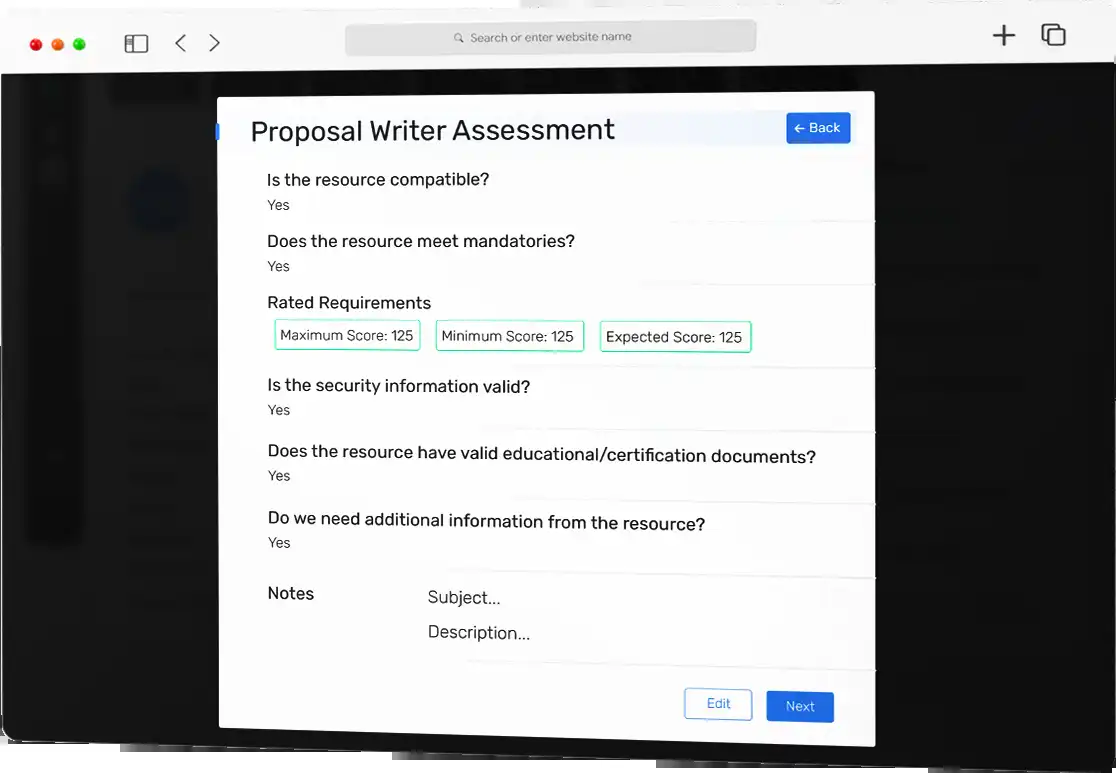 Search or enter website name
Proposal Writer Assessment
← Back
Is the resource compatible?
Yes
Does the resource meet mandatories?
Yes
Rated Requirements
Maximum Score: 125 Minimum Score: 125 Expected Score: 125
Is the security information valid?
Yes
Does the resource have valid educational/certification documents?
Yes
Do we need additional information from the resource?
Yes
Notes Subject...
Description...
Edit Next